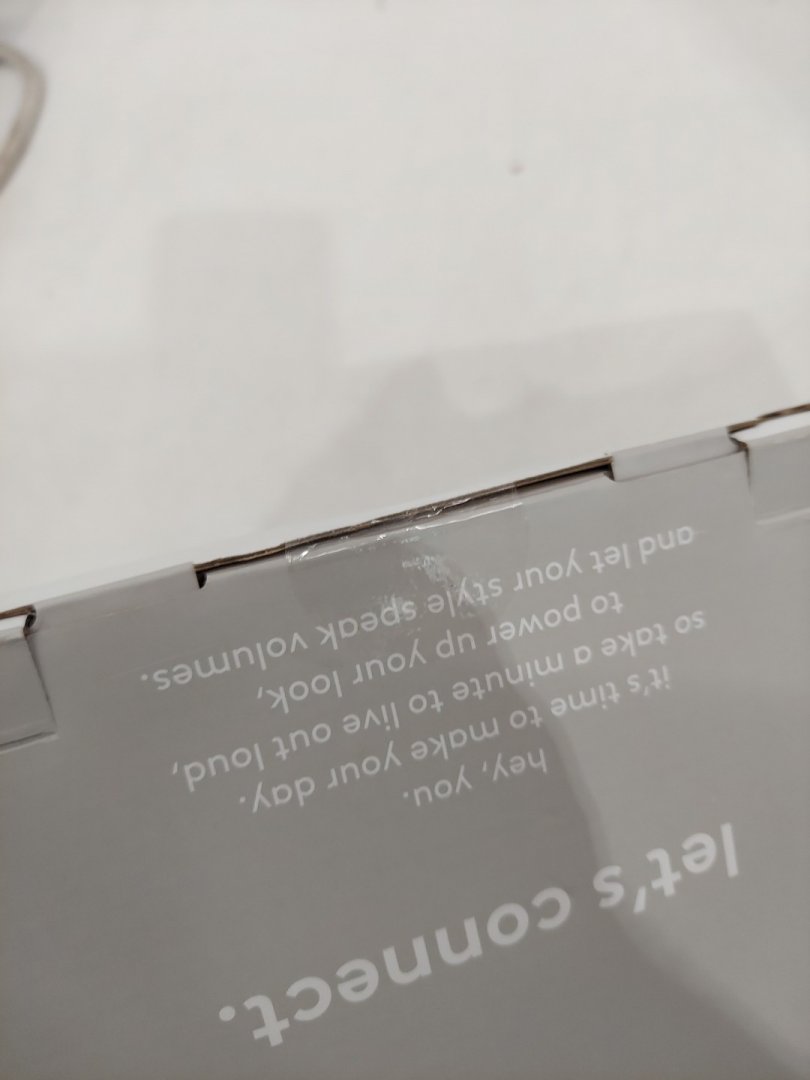 let's connect.
hey, you.
it's time to make your day.
so take a minute to live out loud,
to power up your look,
and let your style speak volumes.